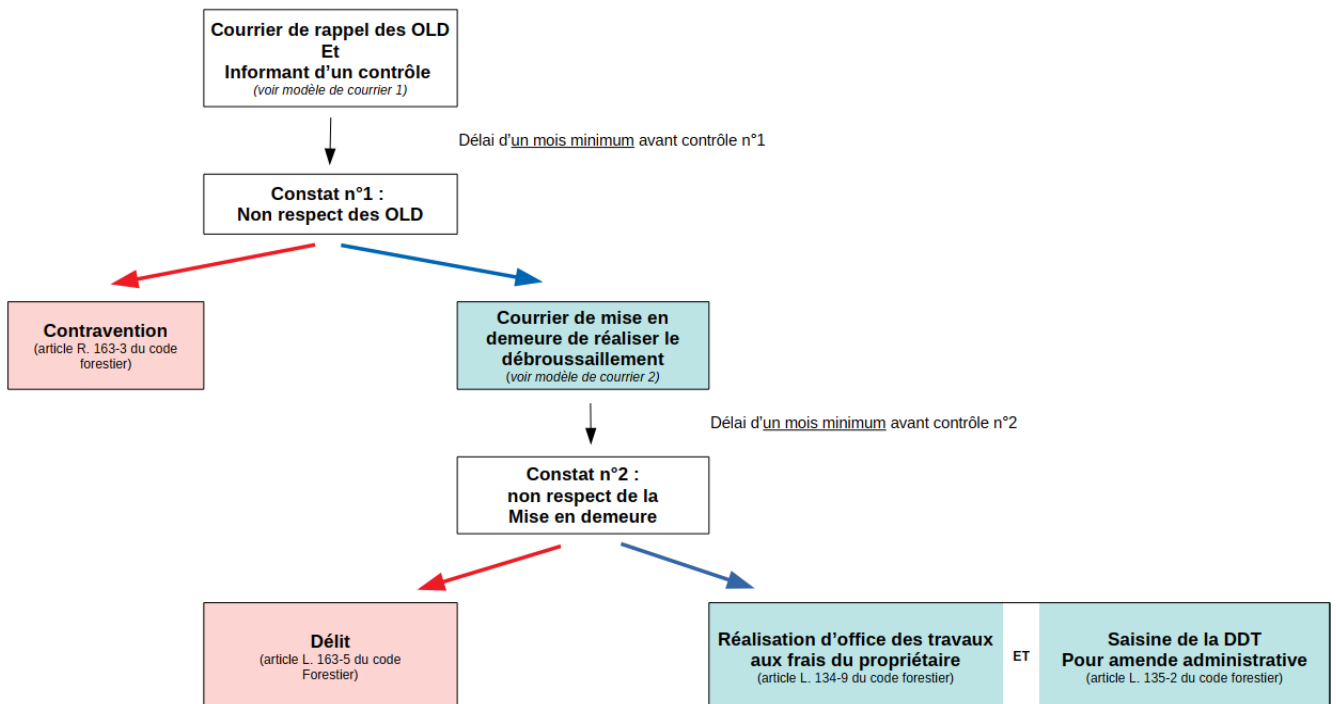 Courrier de rappel des OLD
Et
Informant d’un contrôle
(voir modèle de courrier 1)
Délai d’un mois minimum avant contrôle n°1
Constat n°1 :
Non respect des OLD
Contravention
(article R. 163-3 du code
forestier)
Courrier de mise en
demeure de réaliser le
débroussaillement
(voir modèle de courrier 2)
Délai d’un mois minimum avant contrôle n°2
Constat n°2 :
non respect de la
Mise en demeure
Délit
(article L. 163-5 du code
Forestier)
Réalisation d’office des travaux
aux frais du propriétaire
(article L. 134-9 du code forestier)
ET
Saisine de la DDT
Pour amende administrative
(article L. 135-2 du code forestier)